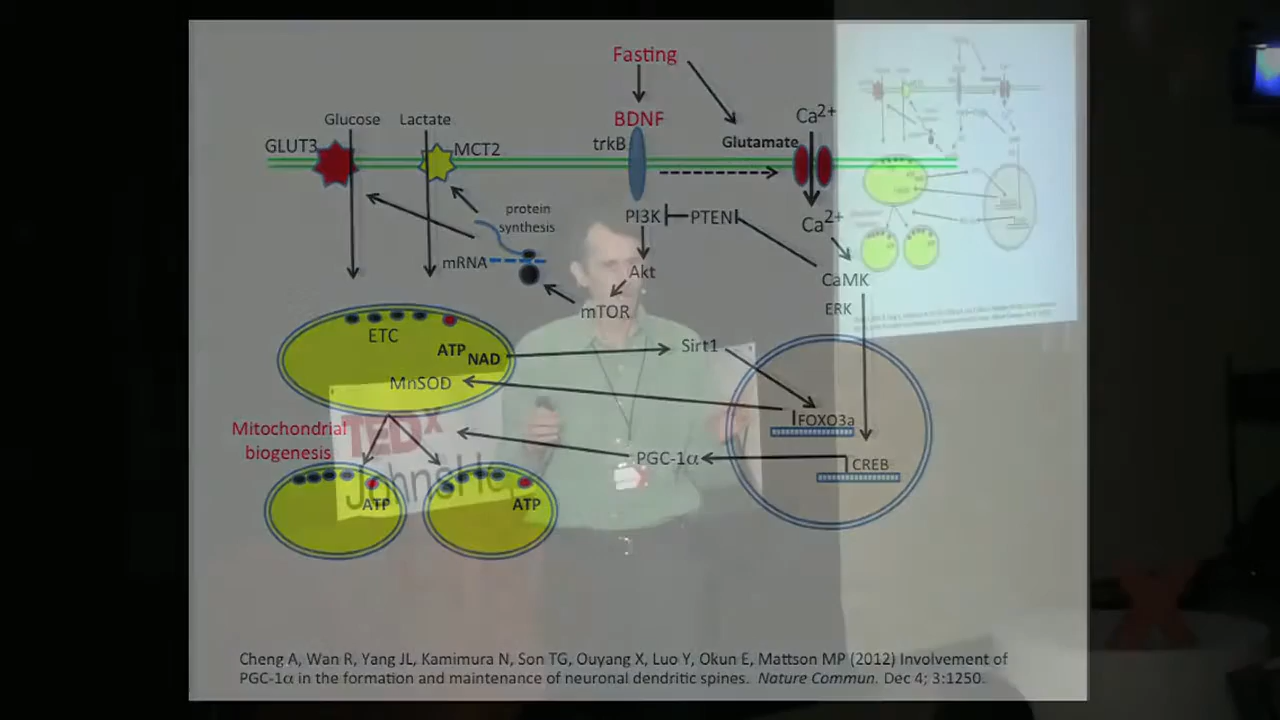 Fasting
BDNF
trkB
Glutamate
Ca2+
Glucose
Lactate
GLUT3
MCT2
protein
synthesis
mRNA
PI3K
PTEN
Ca2+
Akt
mTOR
CaMK
ERK
ETC
ATP
NAD
MnSOD
Sirt1
FOXO3a
CREB
PGC-1α
Mitochondrial
biogenesis
ATP
ATP
TEDx
Cheng A, Wan R, Yang JL, Kamimura N, Son TG, Ouyang X, Luo Y, Okun E, Mattson MP (2012) Involvement of
PGC-1α in the formation and maintenance of neuronal dendritic spines. Nature Commun. Dec 4; 3:1250.